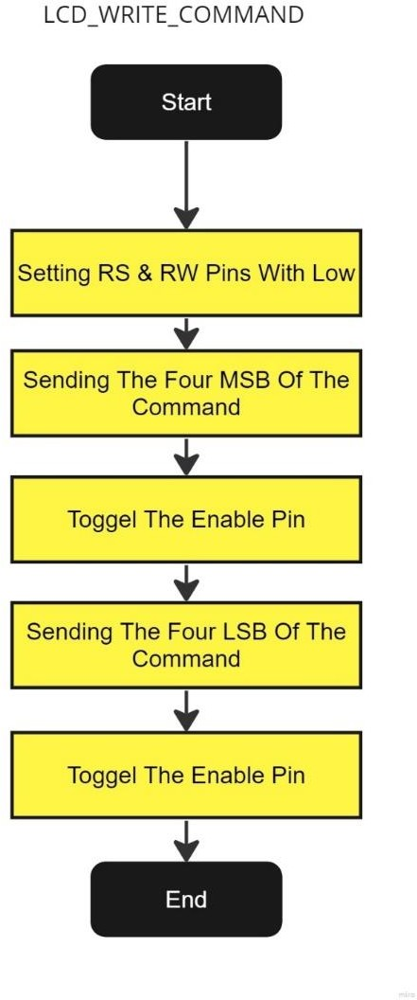 LCD_WRITE_COMMAND
Start
Setting RS & RW Pins With Low
Sending The Four MSB Of The
Command
Toggel The Enable Pin
Sending The Four LSB Of The
Command
Toggel The Enable Pin
End
miro